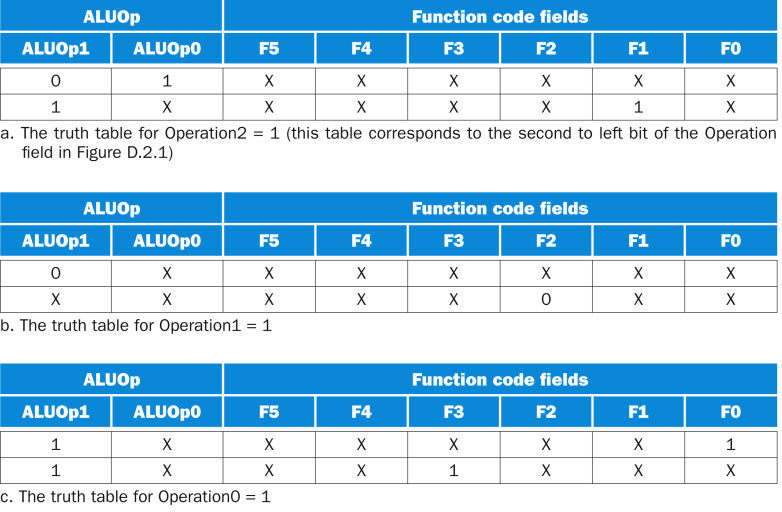 ALUOp Function code fields
ALUOp1 ALUOp0 F5 F4 F3 F2 F1 F0
0 1 X X X X X X
1 X X X X X 1 X
a. The truth table for Operation2 = 1 (this table corresponds to the second to left bit of the Operation
field in Figure D.2.1)
ALUOp Function code fields
ALUOp1 ALUOp0 F5 F4 F3 F2 F1 F0
0 X X X X X X X
X X X X X 0 X X
b. The truth table for Operation1 = 1
ALUOp Function code fields
ALUOp1 ALUOp0 F5 F4 F3 F2 F1 F0
1 X X X X X X 1
1 X X X 1 X X X
c. The truth table for Operation0 = 1